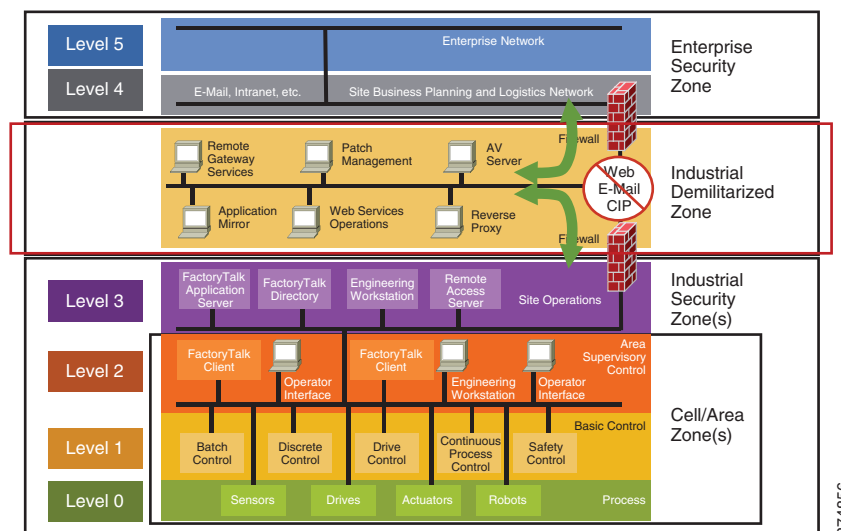 Level 5
Enterprise Network
Enterprise
Security
Zone
Level 4
E-Mail, Intranet, etc.
Site Business Planning and Logistics Network
Firewall
Remote
Gateway
Services
Patch
Management
AV
Server
Web
E-Mail
CIP
Industrial
Demilitarized
Zone
Application
Mirror
Web Services
Operations
Reverse
Proxy
Firewall
Level 3
FactoryTalk
Application
Server
FactoryTalk
Directory
Engineering
Workstation
Remote
Access
Server
Site Operations
Industrial
Security
Zone(s)
Level 2
FactoryTalk
Client
Operator
Interface
FactoryTalk
Client
Engineering
Workstation
Operator
Interface
Area
Supervisory
Control
Cell/Area
Zone(s)
Level 1
Basic Control
Batch
Control
Discrete
Control
Drive
Control
Continuous
Process
Control
Safety
Control
Level 0
Sensors
Drives
Actuators
Robots
Process